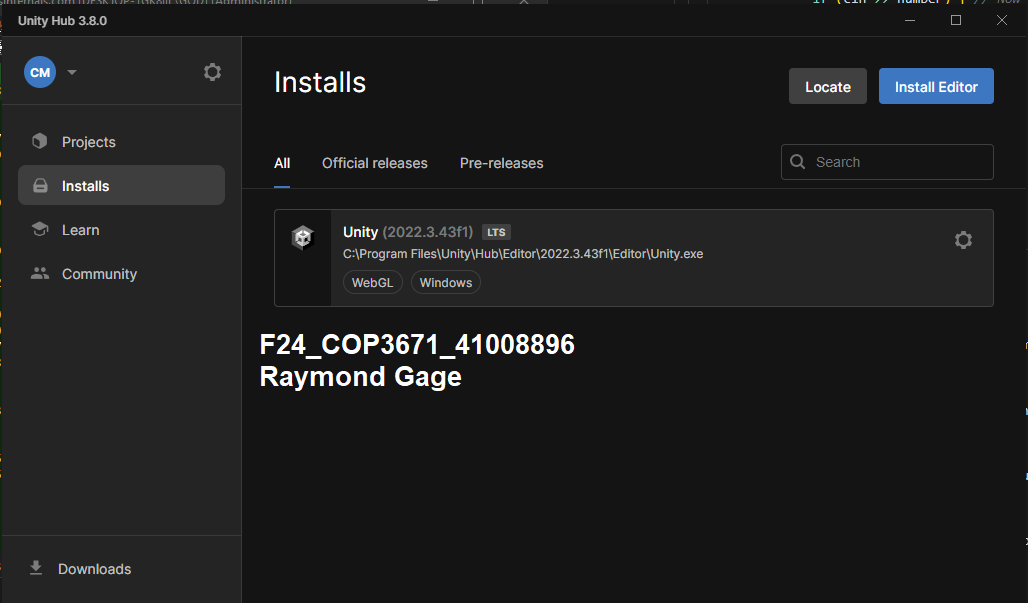 Unity Hub 3.8.0
CM
Projects
Installs
Learn
Community
Downloads
Installs
Locate
Install Editor
All
Official releases
Pre-releases
Search
Unity (2022.3.43f1) LTS
C:\Program Files\Unity\Hub\Editor\2022.3.43f1\Editor\Unity.exe
WebGL
Windows
F24_COP3671_41008896
Raymond Gage